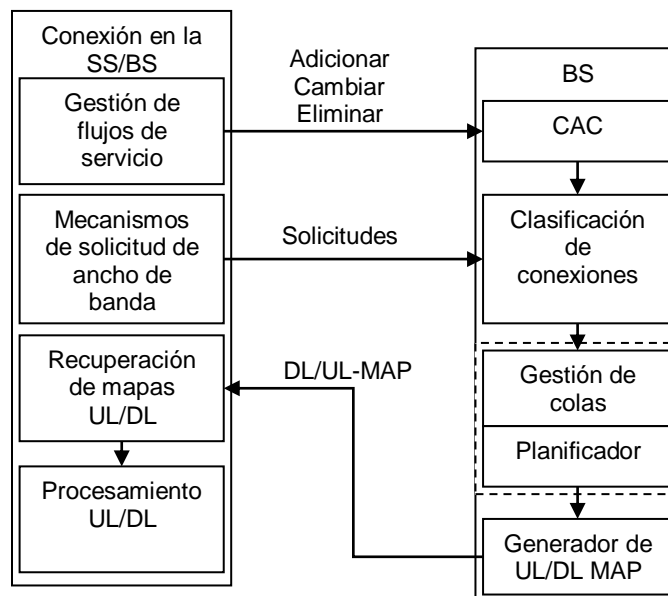 Conexión en la
SS/BS
Gestión de
flujos de
servicio
Mecanismos
de solicitud de
ancho de
banda
Recuperación
de mapas
UL/DL
Procesamiento
UL/DL
Adicionar
Cambiar
Eliminar
Solicitudes
DL/UL-MAP
BS
CAC
Clasificación
de
conexiones
Gestión de
colas
Planificador
Generador de
UL/DL MAP